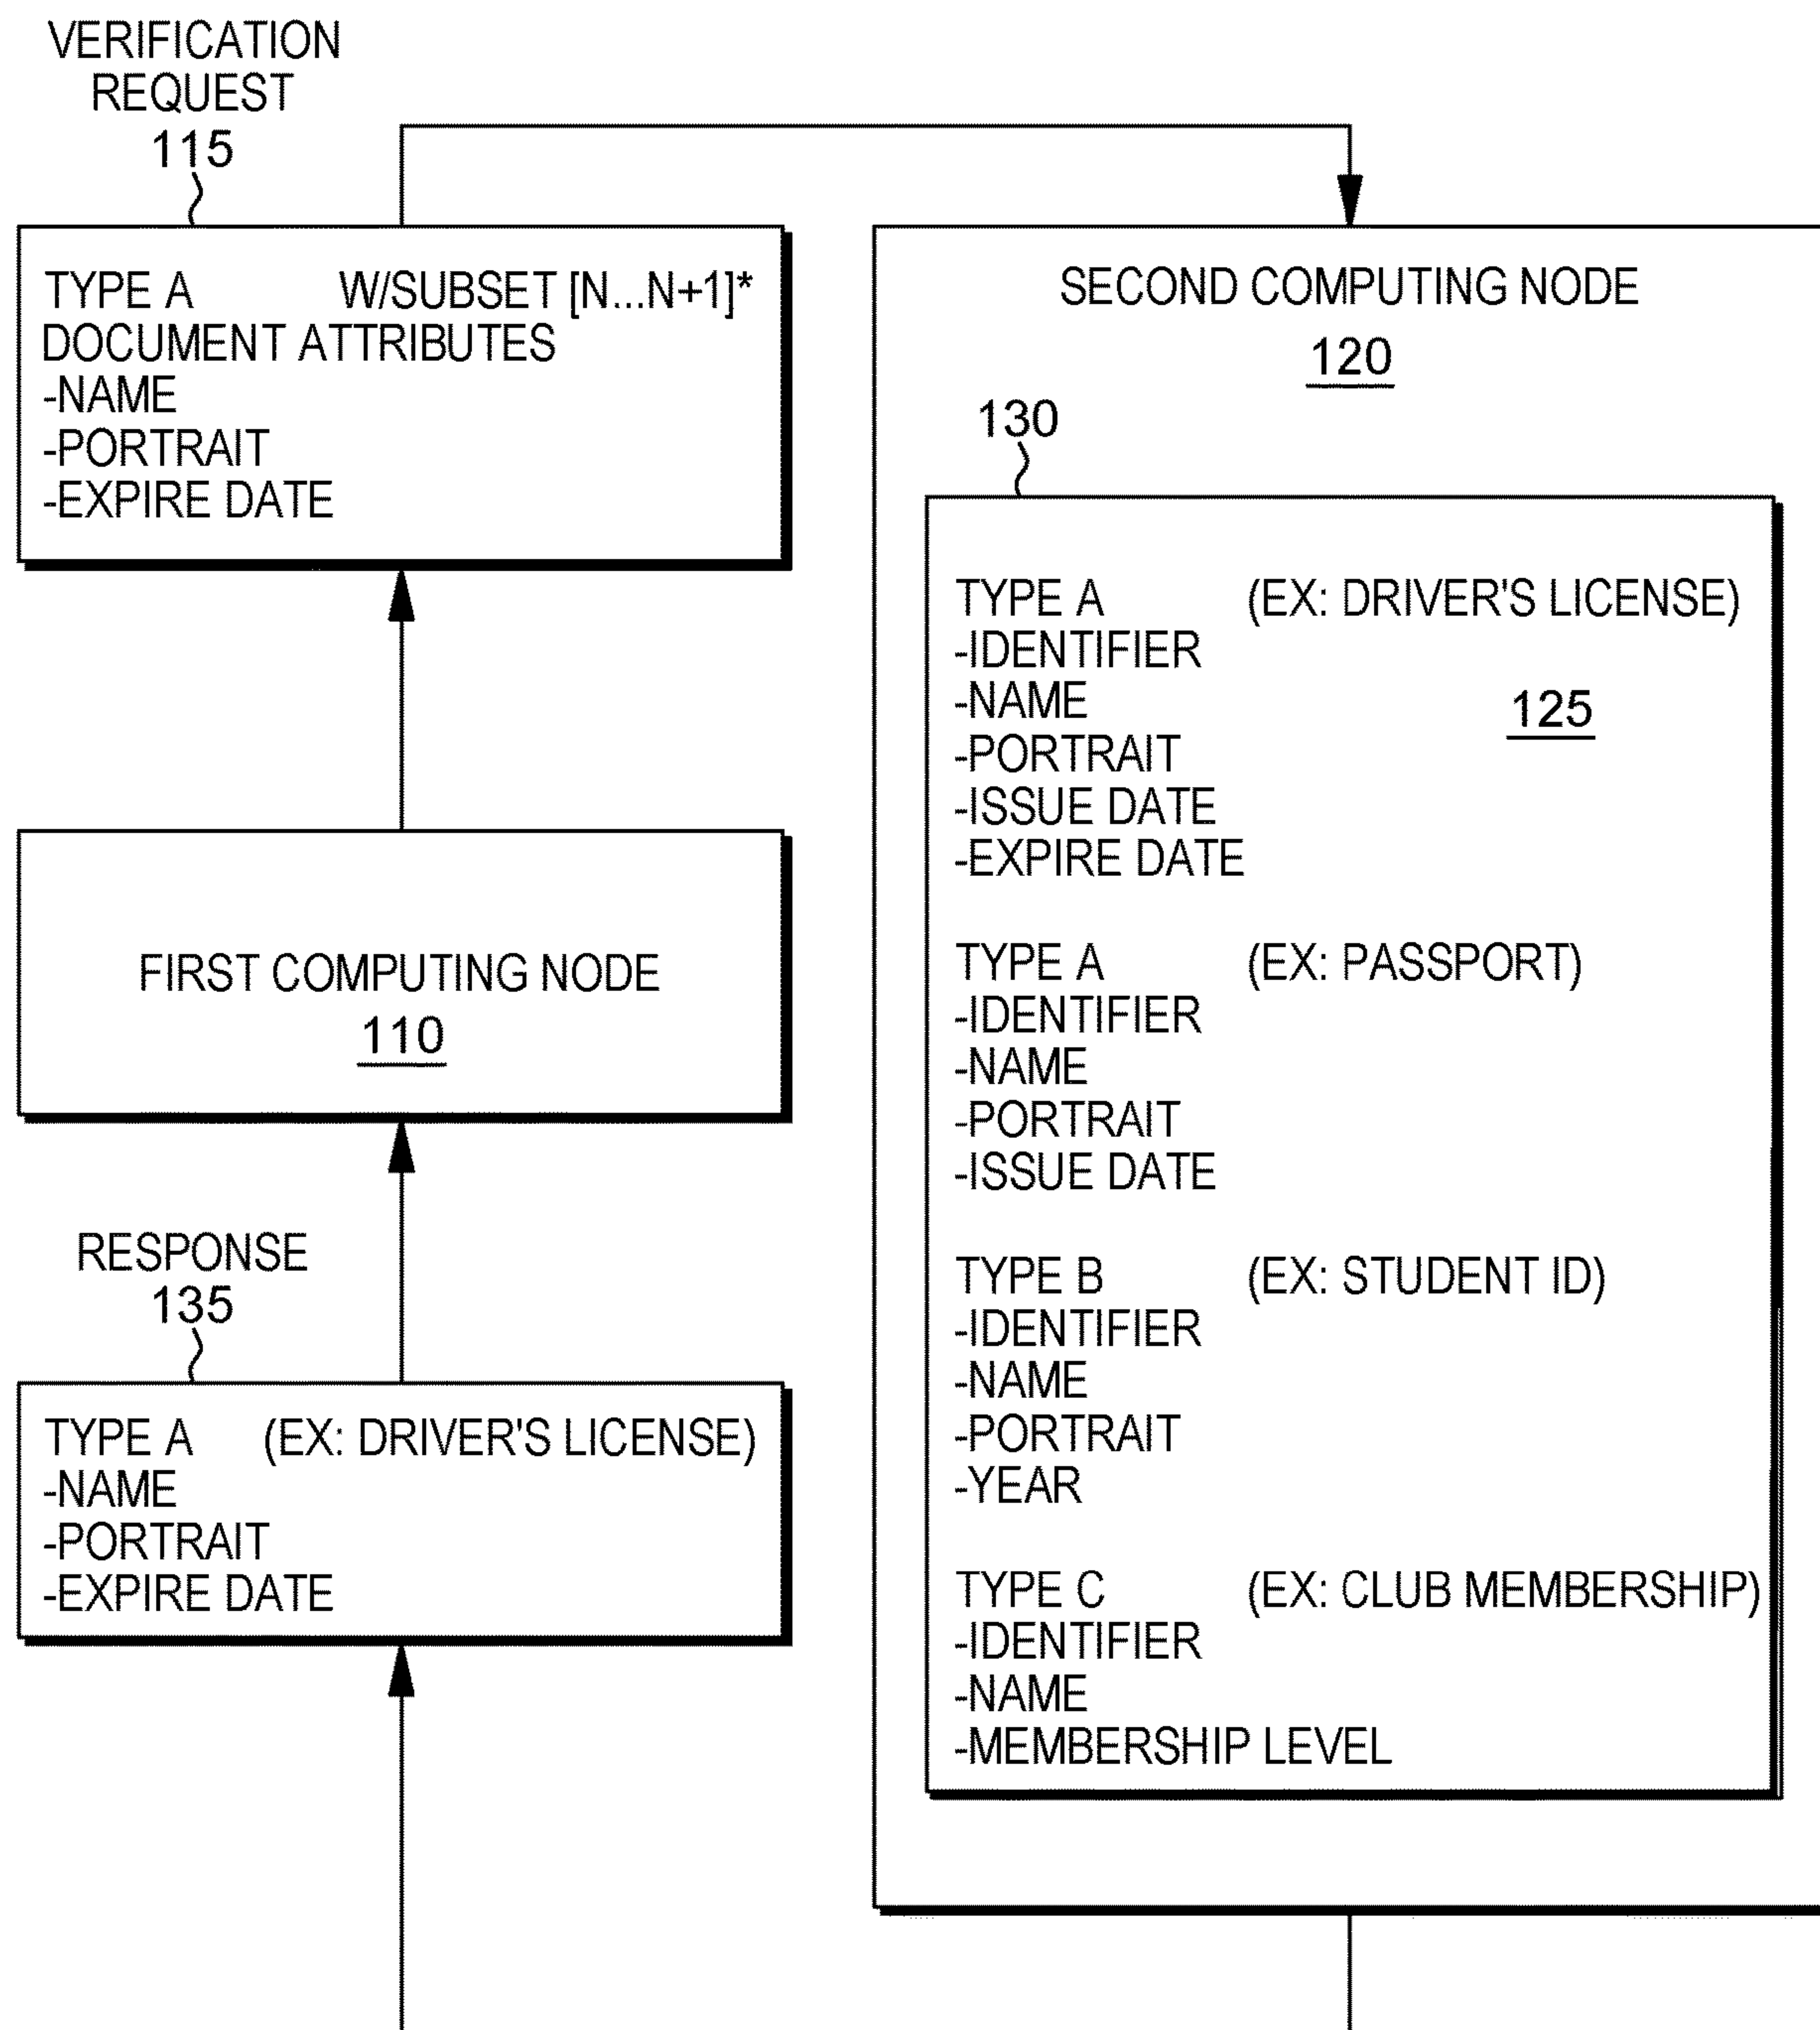 VERIFICATION
REQUEST
115
TYPE A W/SUBSET [N...N+1]*
DOCUMENT ATTRIBUTES
-NAME
-PORTRAIT
-EXPIRE DATE
FIRST COMPUTING NODE
110
RESPONSE
135
TYPE A (EX: DRIVER'S LICENSE)
-NAME
-PORTRAIT
-EXPIRE DATE
SECOND COMPUTING NODE
120
130
TYPE A (EX: DRIVER'S LICENSE)
-IDENTIFIER
-NAME
125
-PORTRAIT
-ISSUE DATE
-EXPIRE DATE
TYPE A (EX: PASSPORT)
-IDENTIFIER
-NAME
-PORTRAIT
-ISSUE DATE
TYPE B (EX: STUDENT ID)
-IDENTIFIER
-NAME
-PORTRAIT
-YEAR
TYPE C (EX: CLUB MEMBERSHIP)
-IDENTIFIER
-NAME
-MEMBERSHIP LEVEL